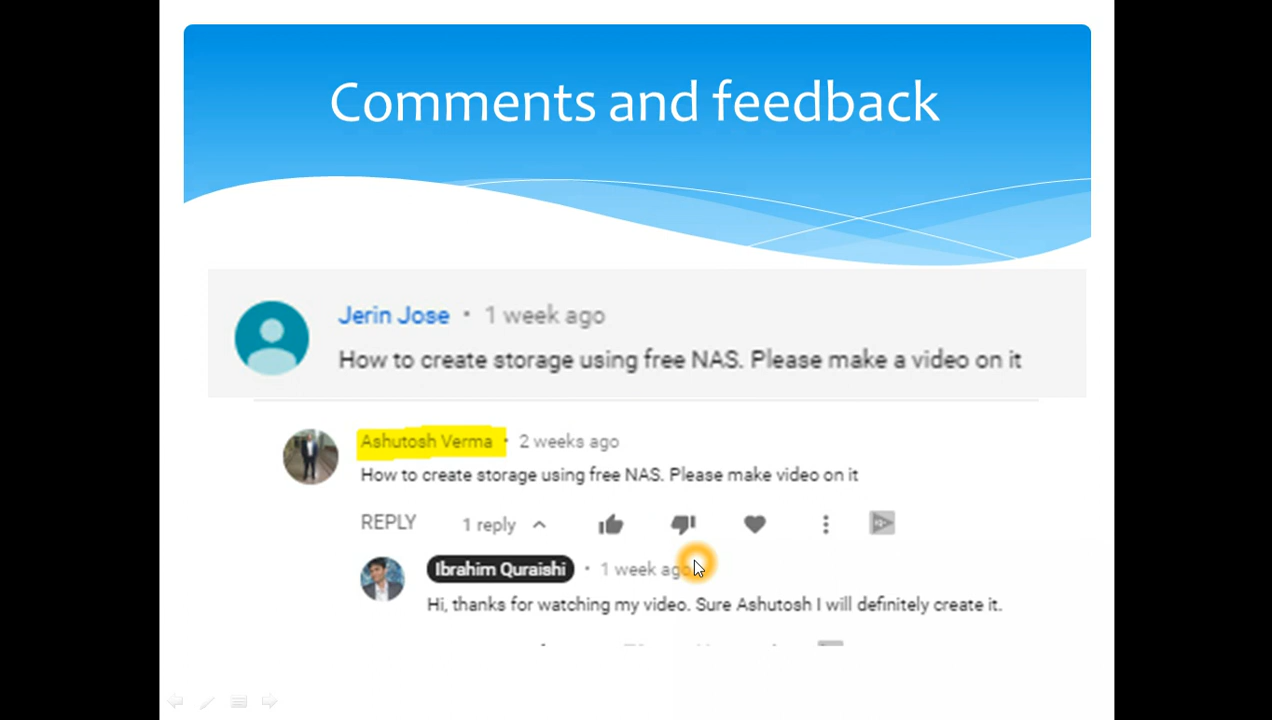 Comments and feedback
Jerin Jose • 1 week ago
How to create storage using free NAS. Please make a video on it
Ashutosh Verma • 2 weeks ago
How to create storage using free NAS. Please make video on it
REPLY 1 reply
Ibrahim Quraishi • 1 week ago
Hi, thanks for watching my video. Sure Ashutosh I will definitely create it.